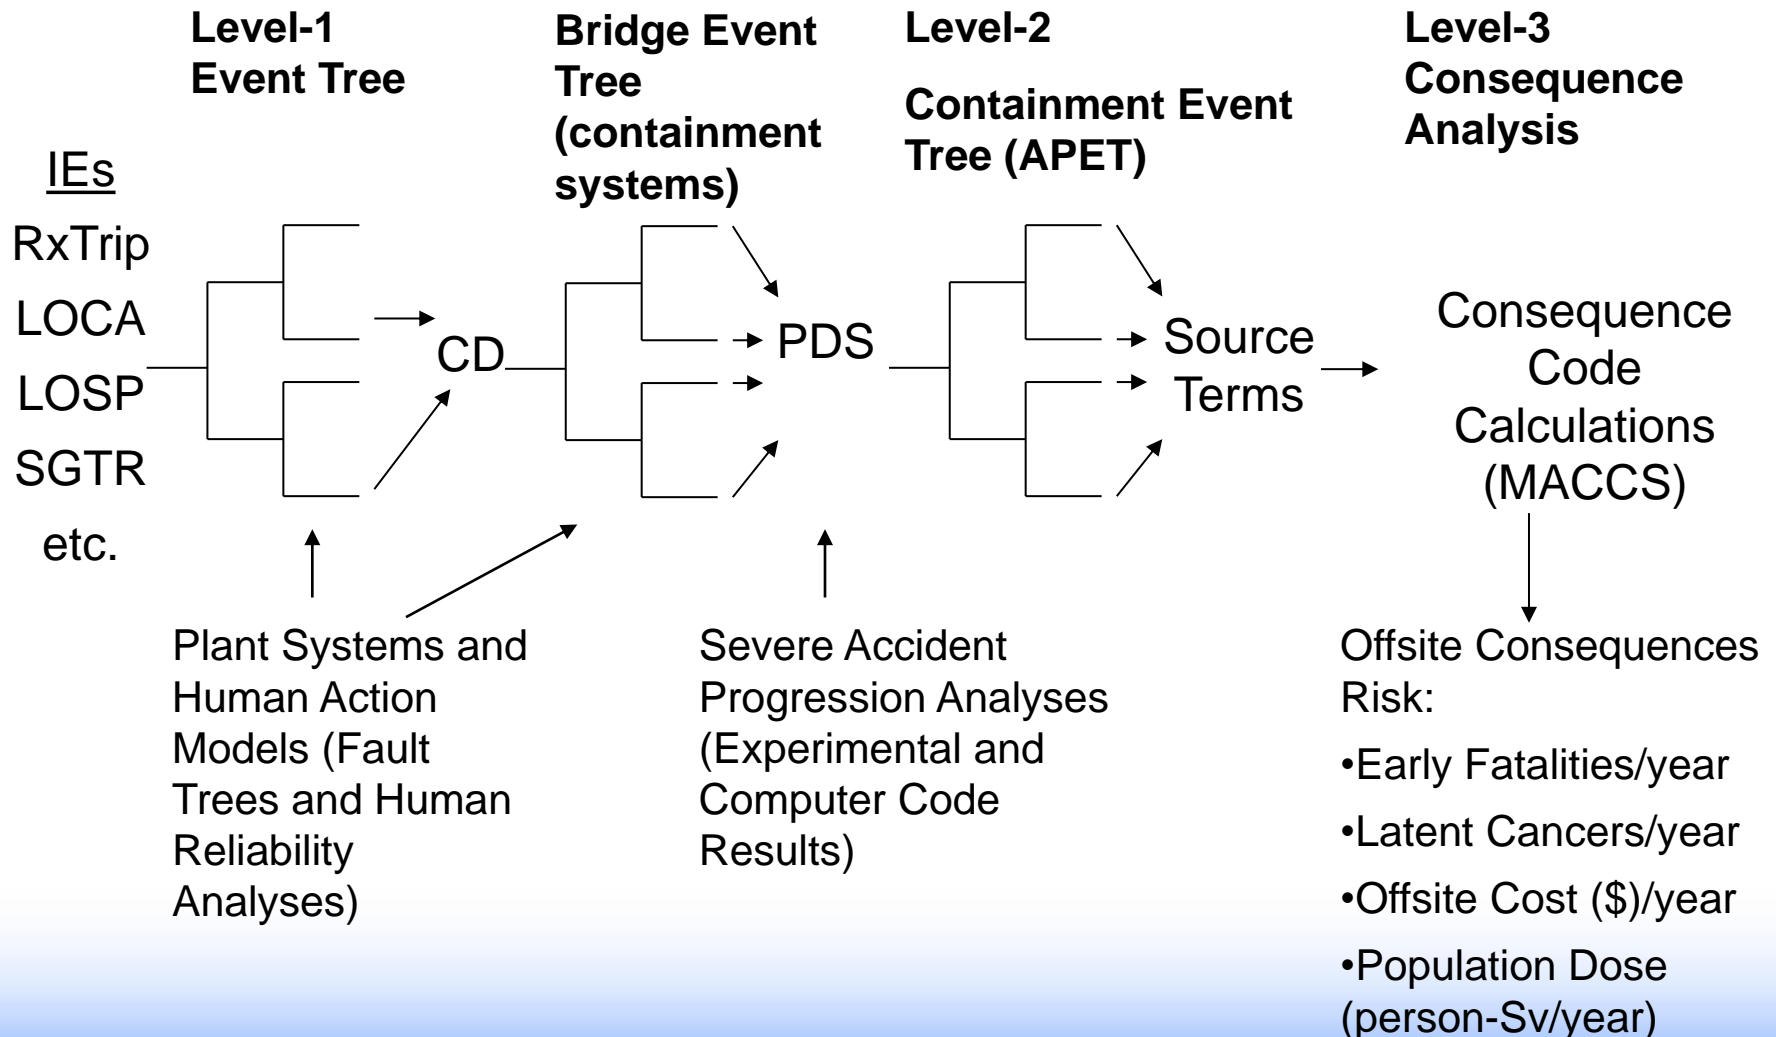 Level-1
Event Tree
Bridge Event
Tree
(containment
systems)
Level-2
Containment Event
Tree (APET)
Level-3
Consequence
Analysis
IEs
RxTrip
LOCA
LOSP
SGTR
etc.
CD
PDS
Source
Terms
Consequence
Code
Calculations
(MACCS)
Plant Systems and
Human Action
Models (Fault
Trees and Human
Reliability
Analyses)
Severe Accident
Progression Analyses
(Experimental and
Computer Code
Results)
Offsite Consequences
Risk:
•Early Fatalities/year
•Latent Cancers/year
•Offsite Cost ($)/year
•Population Dose
(person-Sv/year)